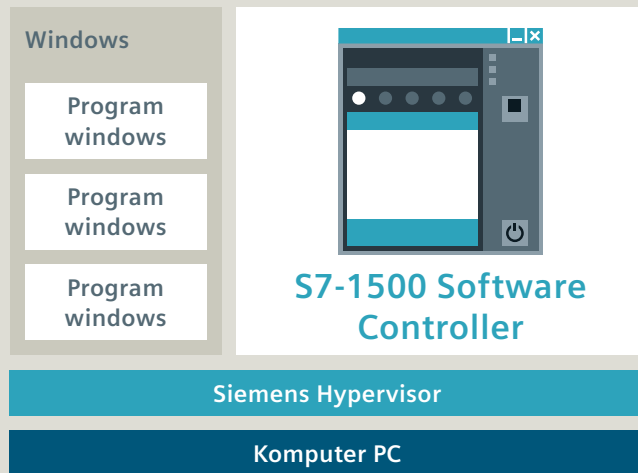 Windows
Program
windows
Program
windows
Program
windows
S7-1500 Software
Controller
Siemens Hypervisor
Komputer PC